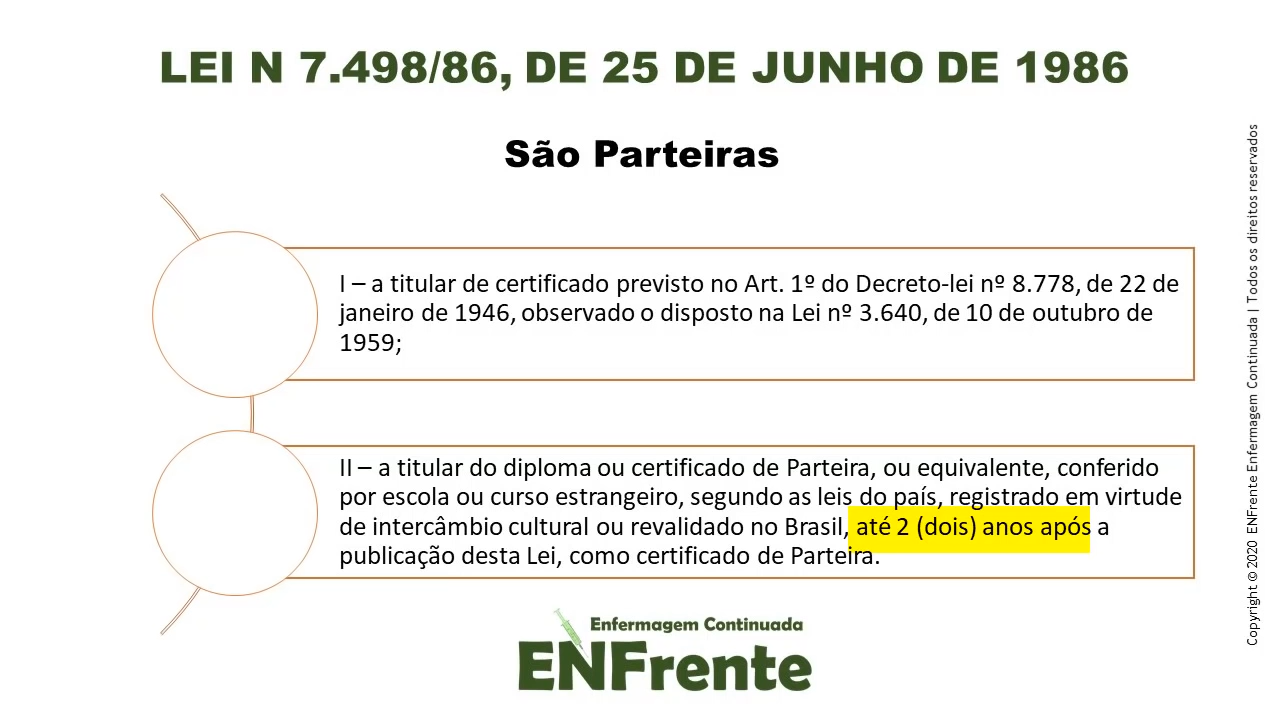 LEI N 7.498/86, DE 25 DE JUNHO DE 1986
São Parteiras
I – a titular de certificado previsto no Art. 1º do Decreto-lei nº 8.778, de 22 de
janeiro de 1946, observado o disposto na Lei nº 3.640, de 10 de outubro de
1959;
II – a titular do diploma ou certificado de Parteira, ou equivalente, conferido
por escola ou curso estrangeiro, segundo as leis do país, registrado em virtude
de intercâmbio cultural ou revalidado no Brasil, até 2 (dois) anos após a
publicação desta Lei, como certificado de Parteira.
Enfermagem Continuada
ENFrente
Copyright © 2020 ENFrente Enfermagem Continuada | Todos os direitos reservados